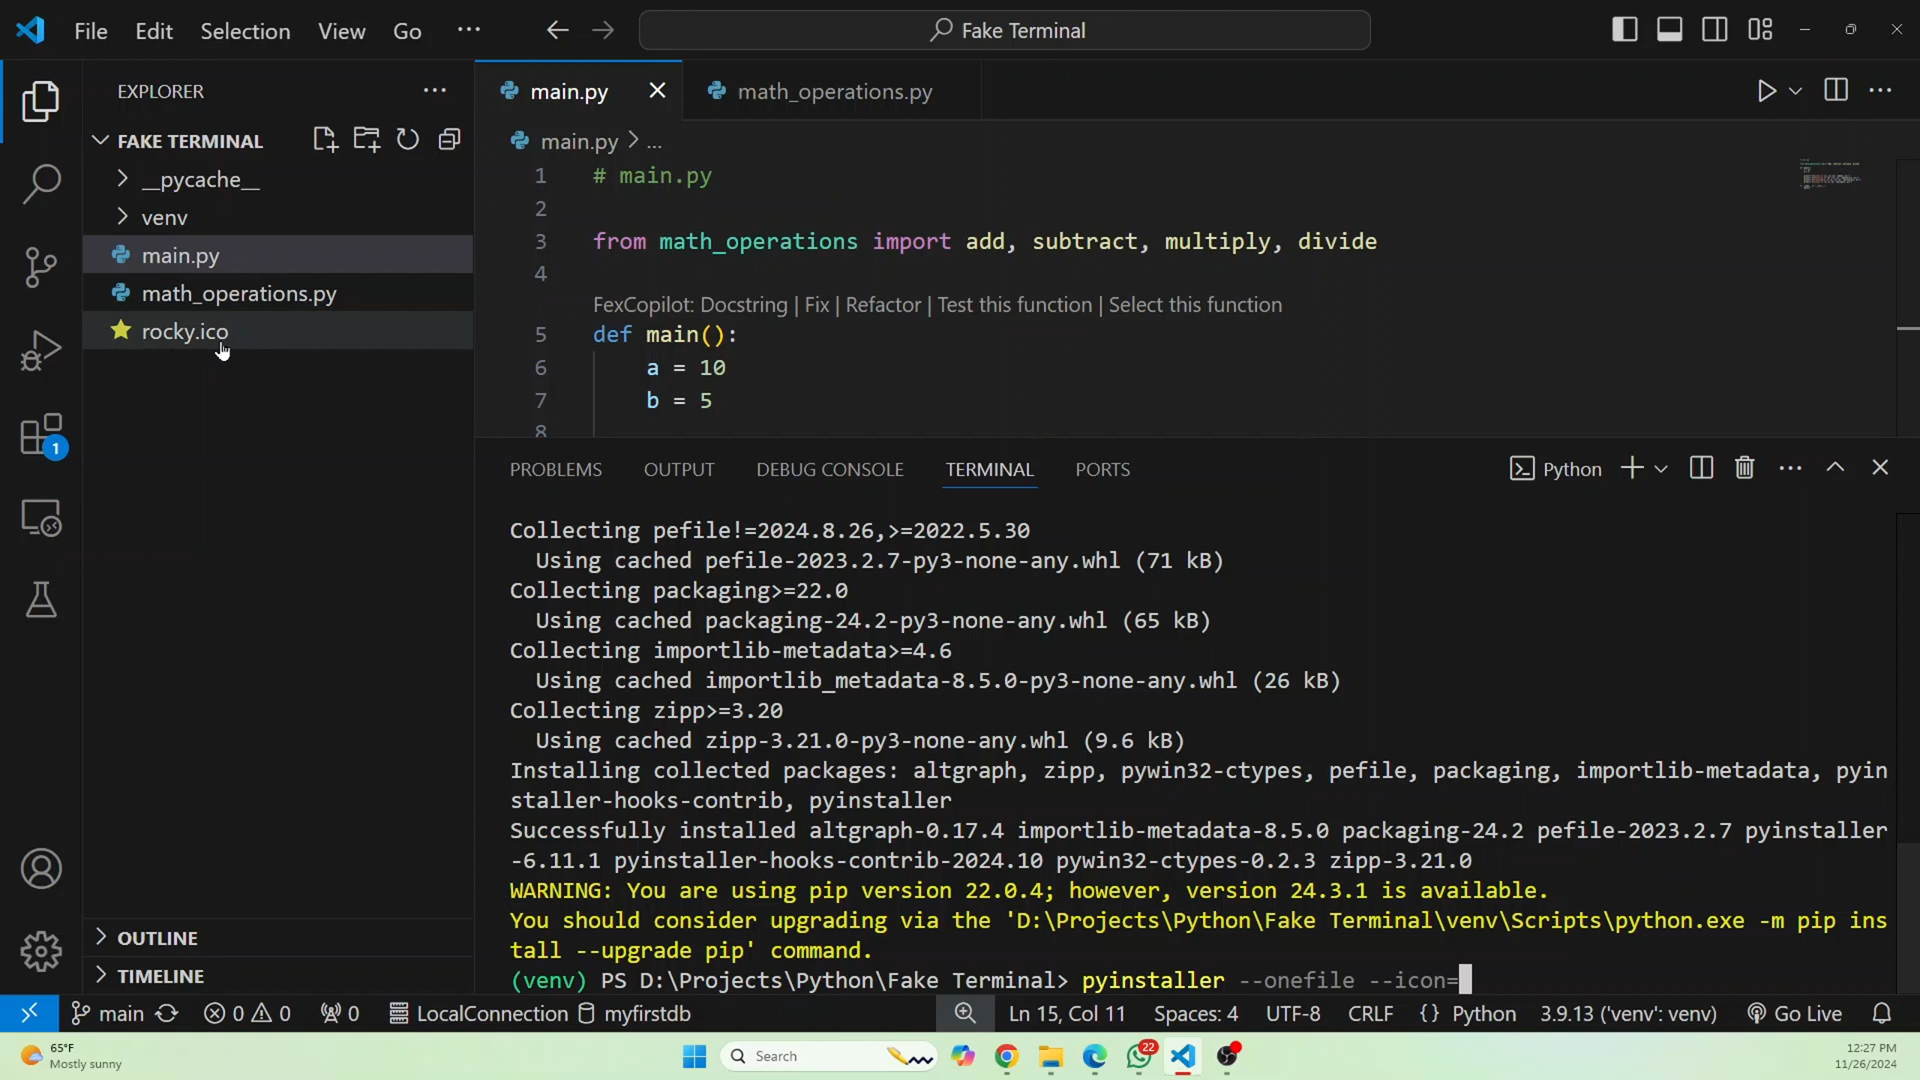 File Edit Selection View Go ... Fake Terminal
EXPLORER
main.py
math_operations.py
FAKE TERMINAL
__pycache__
venv
main.py
math_operations.py
rocky.ico
main.py > ...
1 # main.py
2
3 from math_operations import add, subtract, multiply, divide
4
FexCopilot: Docstring | Fix | Refactor | Test this function | Select this function
5 def main():
6 a = 10
7 b = 5
8
1
PROBLEMS OUTPUT DEBUG CONSOLE TERMINAL PORTS
Python
Collecting pefile!=2024.8.26,>=2022.5.30
Using cached pefile-2023.2.7-py3-none-any.whl (71 kB)
Collecting packaging>=22.0
Using cached packaging-24.2-py3-none-any.whl (65 kB)
Collecting importlib-metadata>=4.6
Using cached importlib_metadata-8.5.0-py3-none-any.whl (26 kB)
Collecting zipp>=3.20
Using cached zipp-3.21.0-py3-none-any.whl (9.6 kB)
Installing collected packages: altgraph, zipp, pywin32-ctypes, pefile, packaging, importlib-metadata, pyin
staller-hooks-contrib, pyinstaller
Successfully installed altgraph-0.17.4 importlib-metadata-8.5.0 packaging-24.2 pefile-2023.2.7 pyinstaller
-6.11.1 pyinstaller-hooks-contrib-2024.10 pywin32-ctypes-0.2.3 zipp-3.21.0
WARNING: You are using pip version 22.0.4; however, version 24.3.1 is available.
You should consider upgrading via the 'D:\Projects\Python\Fake Terminal\venv\Scripts\python.exe -m pip ins
tall --upgrade pip' command.
(venv) PS D:\Projects\Python\Fake Terminal> pyinstaller --onefile --icon=
OUTLINE
TIMELINE
main 0 0 0 LocalConnection myfirstdb Ln 15, Col 11 Spaces: 4 UTF-8 CRLF {} Python 3.9.13 ('venv': venv) Go Live
65°F
Mostly sunny
Search
22
12:27 PM
11/26/2024